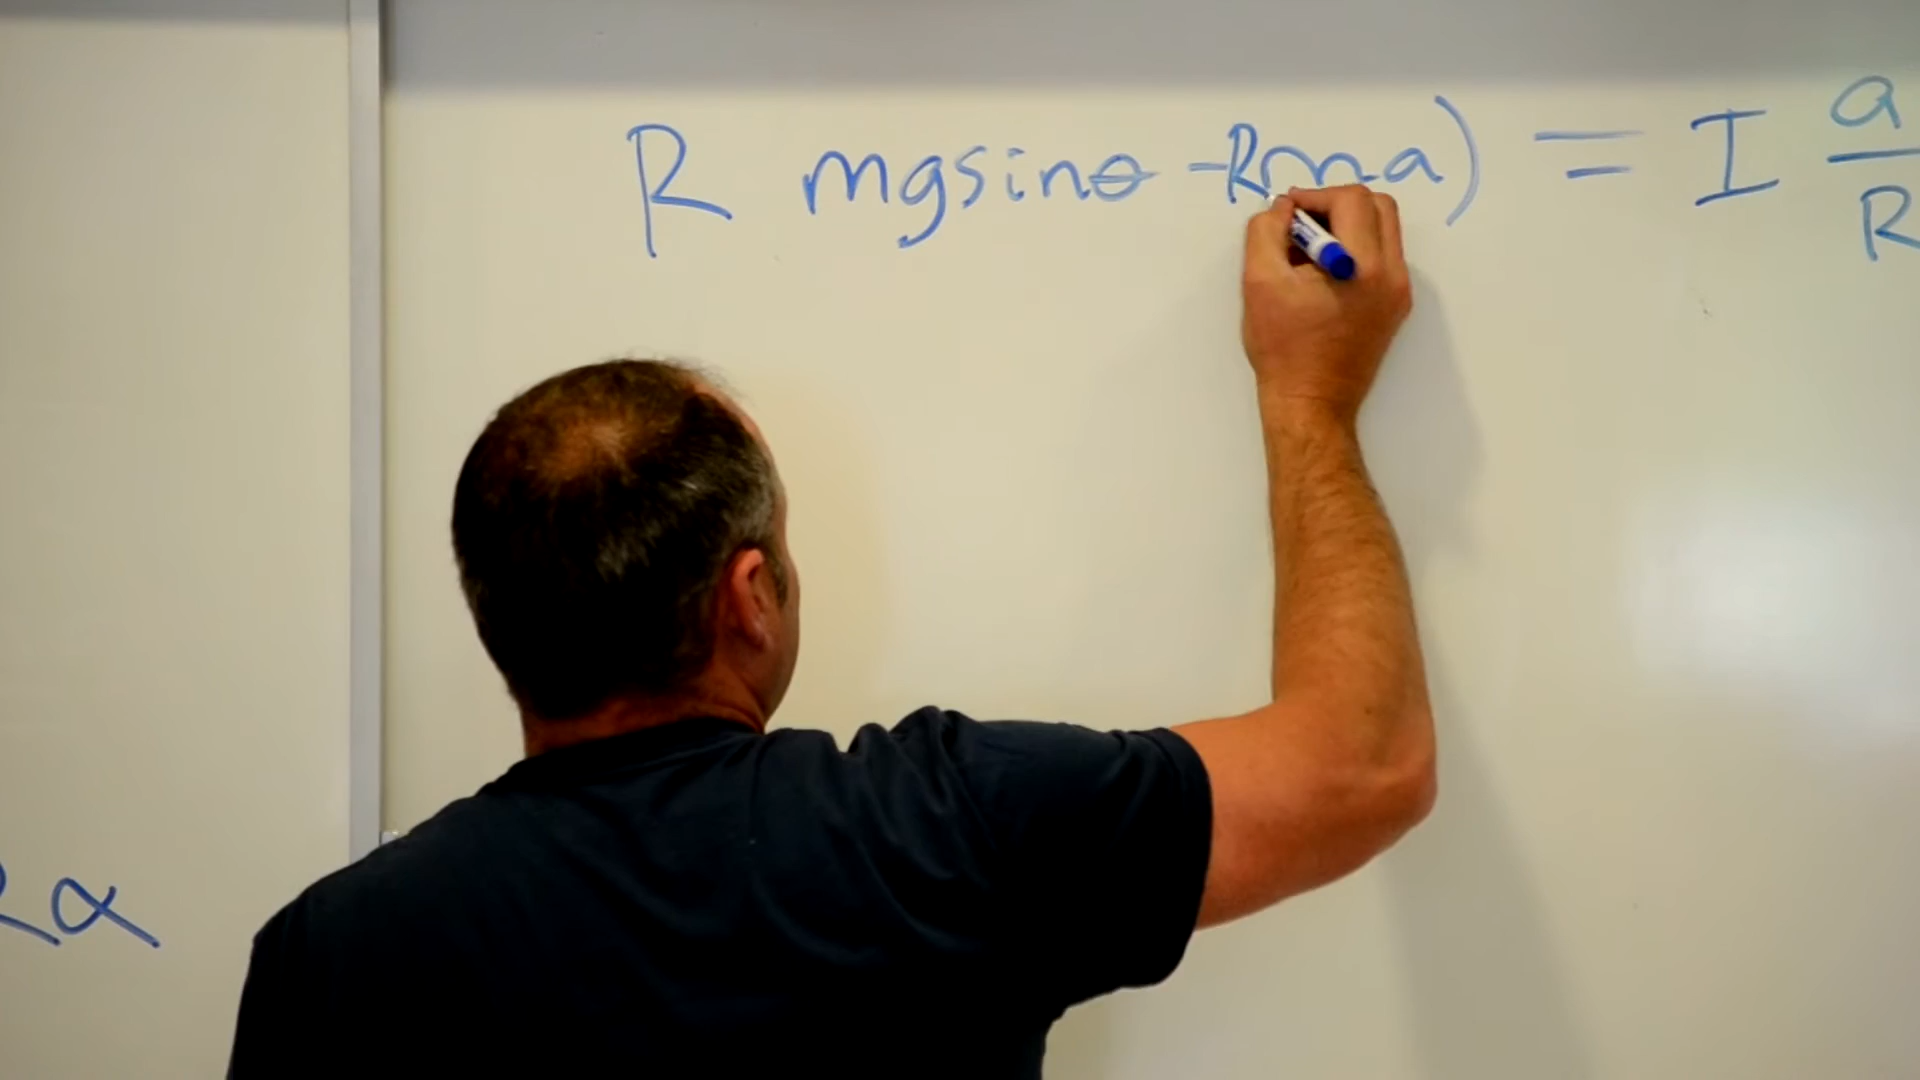 R mgsinθ -Rma) = I a/R
Rα